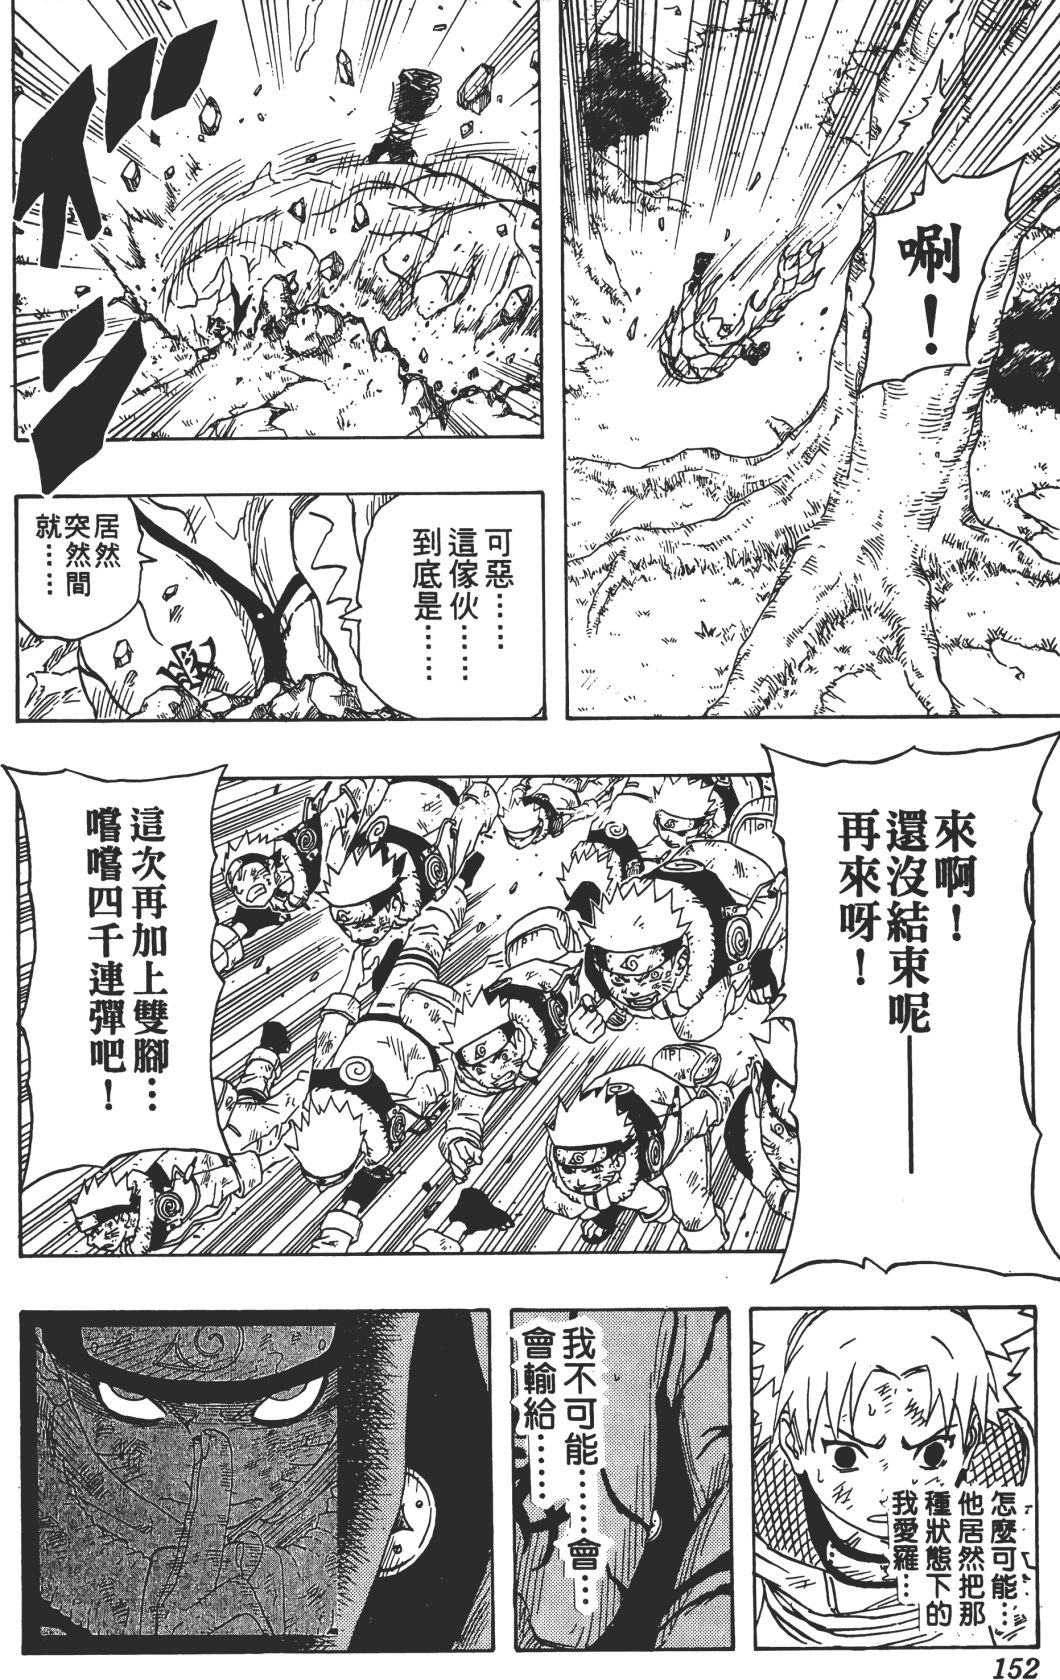 唰！
ドドン
可惡……
這傢伙……
到底是……
居然
突然間
就……
來啊！
還沒結束呢——
再來呀！
這次再加上雙腳…
嚐嚐四千連彈吧！
怎麼可能…
他居然把那
種狀態下的
我愛羅…
我不可能……會…
會輸給……
152